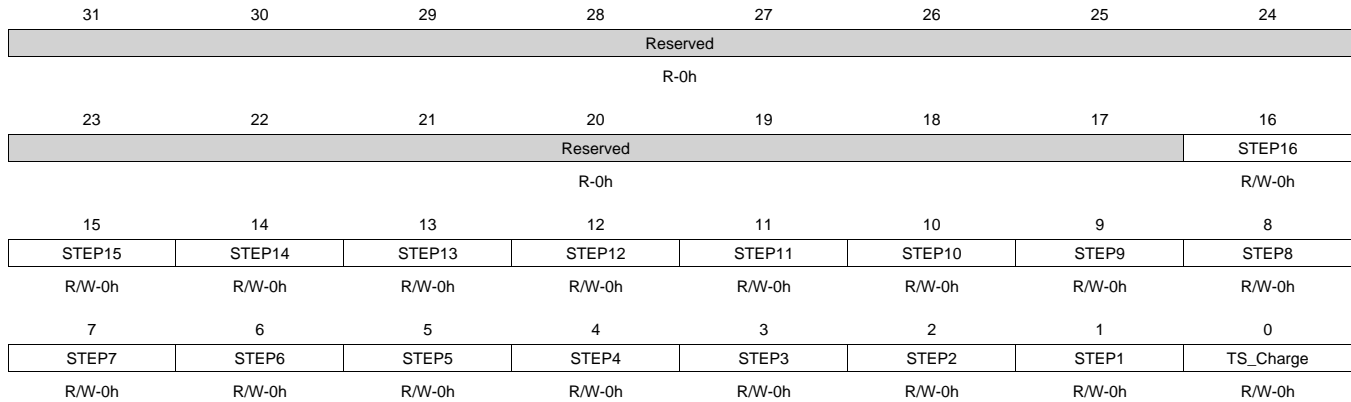 31 30 29 28 27 26 25 24
Reserved
R-0h
23 22 21 20 19 18 17 16
Reserved STEP16
R-0h R/W-0h
15 14 13 12 11 10 9 8
STEP15 STEP14 STEP13 STEP12 STEP11 STEP10 STEP9 STEP8
R/W-0h R/W-0h R/W-0h R/W-0h R/W-0h R/W-0h R/W-0h R/W-0h
7 6 5 4 3 2 1 0
STEP7 STEP6 STEP5 STEP4 STEP3 STEP2 STEP1 TS_Charge
R/W-0h R/W-0h R/W-0h R/W-0h R/W-0h R/W-0h R/W-0h R/W-0h